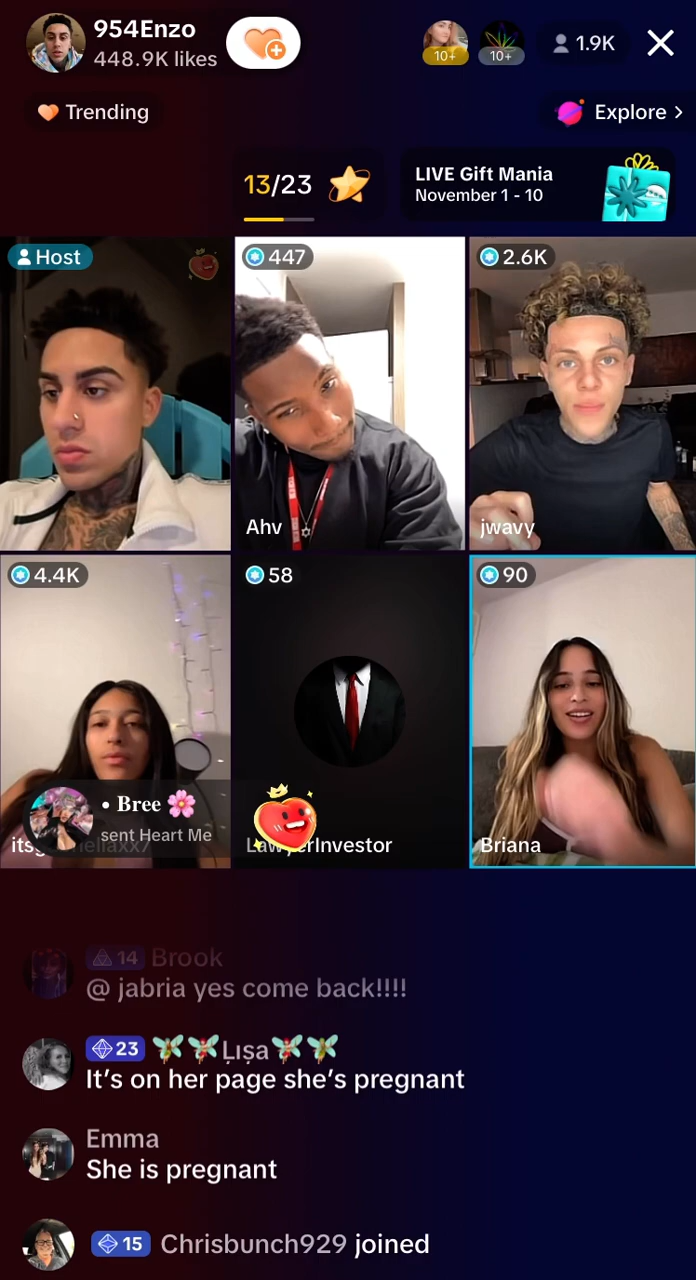 954Enzo
448.9K likes
10+
10+
1.9K
Trending
Explore >
13/23
LIVE Gift Mania
November 1 - 10
Host
447
2.6K
Ahv
jwavy
4.4K
58
90
• Bree 🌸
sent Heart Me
LawyerInvestor
Briana
14 Brook
@ jabria yes come back!!!!
23 🧚🧚Lısa🧚🧚
It's on her page she's pregnant
Emma
She is pregnant
15 Chrisbunch929 joined